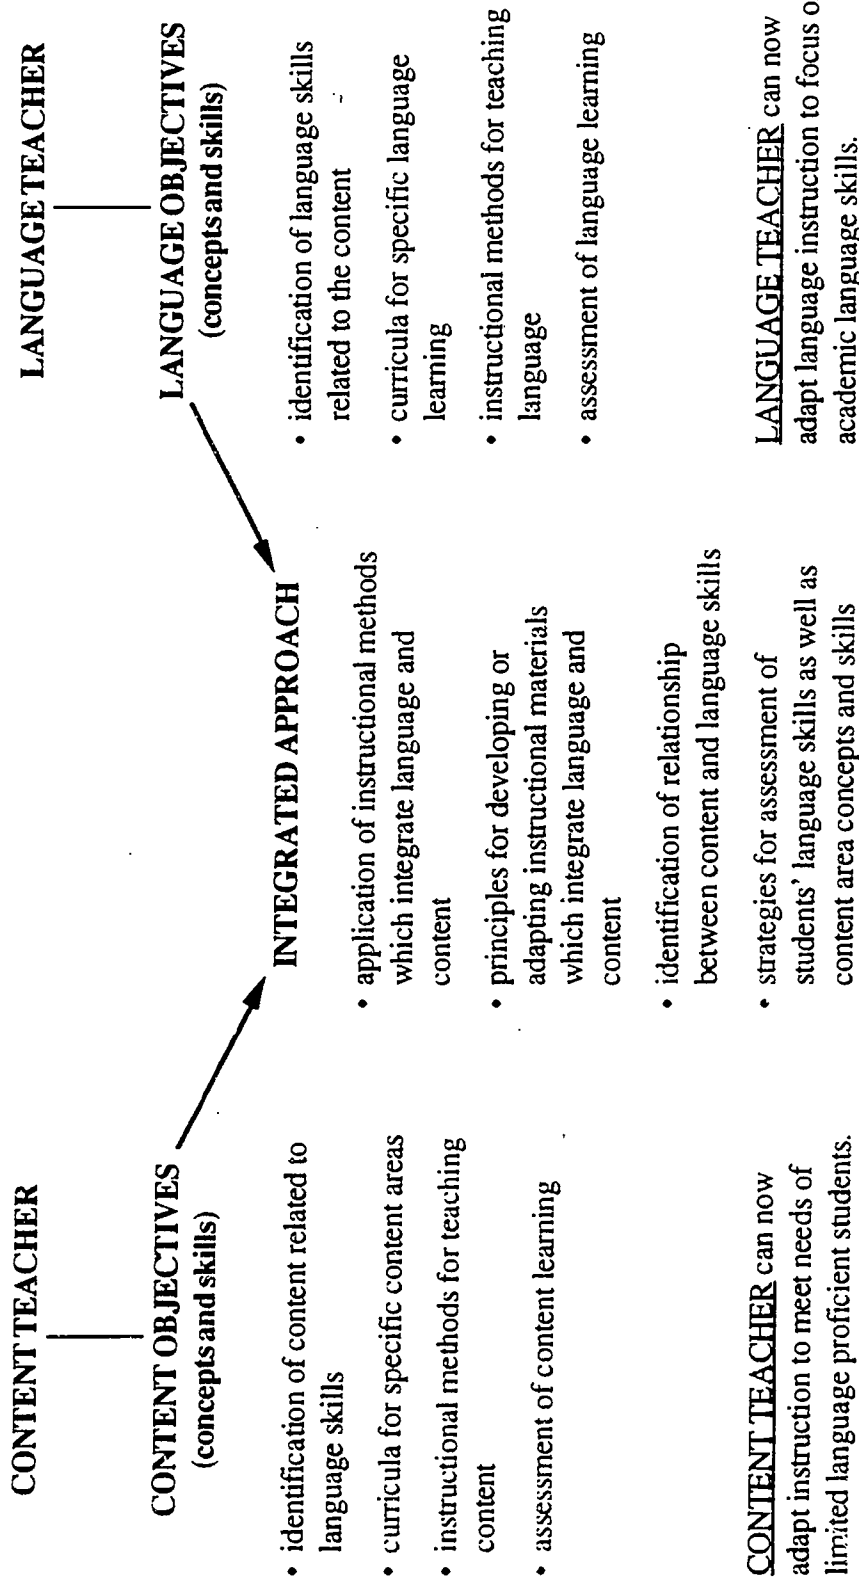 CONTENT TEACHER
CONTENT OBJECTIVES
(concepts and skills)
• identification of content related to
language skills
• curricula for specific content areas
• instructional methods for teaching
content
• assessment of content learning
CONTENT TEACHER can now
adapt instruction to meet needs of
limited language proficient students.
INTEGRATED APPROACH
• application of instructional methods
which integrate language and
content
• principles for developing or
adapting instructional materials
which integrate language and
content
• identification of relationship
between content and language skills
• strategies for assessment of
students' language skills as well as
content area concepts and skills
LANGUAGE TEACHER
LANGUAGE OBJECTIVES
(concepts and skills)
• identification of language skills
related to the content
• curricula for specific language
learning
• instructional methods for teaching
language
• assessment of language learning
LANGUAGE TEACHER can now
adapt language instruction to focus o
academic language skills.